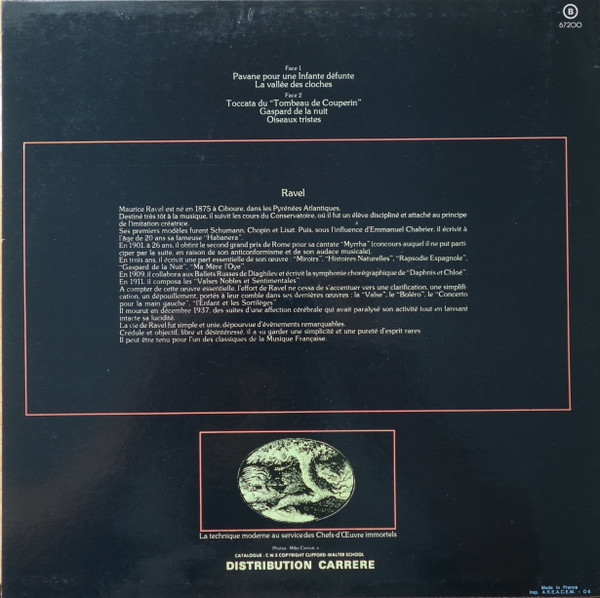 B
67200
Face 1
Pavane pour une Infante défunte
La vallée des cloches
Face 2
Toccata du "Tombeau de Couperin"
Gaspard de la nuit
Oiseaux tristes
Ravel
Maurice Ravel est né en 1875 à Ciboure, dans les Pyrénées Atlantiques.
Destiné très tôt à la musique, il suivit les cours du Conservatoire, où il fut un élève discipliné et attaché au principe
de l'imitation créatrice.
Ses premiers modèles furent Schumann, Chopin et Liszt. Puis, sous l'influence d'Emmanuel Chabrier, il écrivit à
l'âge de 20 ans sa fameuse "Habanera".
En 1901, à 26 ans, il obtint le second grand prix de Rome pour sa cantate "Myrrha" (concours auquel il ne put parti
ciper par la suite, en raison de son anticonformisme et de son audace musicale).
En trois ans, il écrivit une part essentielle de son œuvre : "Miroirs", "Histoires Naturelles", "Rapsodie Espagnole",
"Gaspard de la Nuit", "Ma Mère l'Oye".
En 1909, il collabora aux Ballets Russes de Diaghilev et écrivit la symphonie chorégraphique de "Daphnis et Chloé".
En 1911, il composa les "Valses Nobles et Sentimentales".
A compter de cette œuvre essentielle, l'effort de Ravel ne cessa de s'accentuer vers une clarification, une simplifi
cation, un dépouillement, portés à leur comble dans ses dernières œuvres : la "Valse", le "Boléro", le "Concerto
pour la main gauche", "l'Enfant et les Sortilèges"
Il mourut en décembre 1937, des suites d'une affection cérébrale qui avait paralysé son activité tout en laissant
intacte sa lucidité.
La vie de Ravel fut simple et unie, dépourvue d'évènements remarquables.
Crédule et objectif, libre et désintéressé, il a su garder une simplicité et une pureté d'esprit rares
Il peut être tenu pour l'un des classiques de la Musique Française.
La technique moderne au service des Chefs-d'Œuvre immortels
Photos : Mike
CATALOGUE : C W S COPYRIGHT CLIFFORD-WALTER SCHOOL
DISTRIBUTION CARRERE
Made in France
Imp. A.R.E.A.C.E.M. -